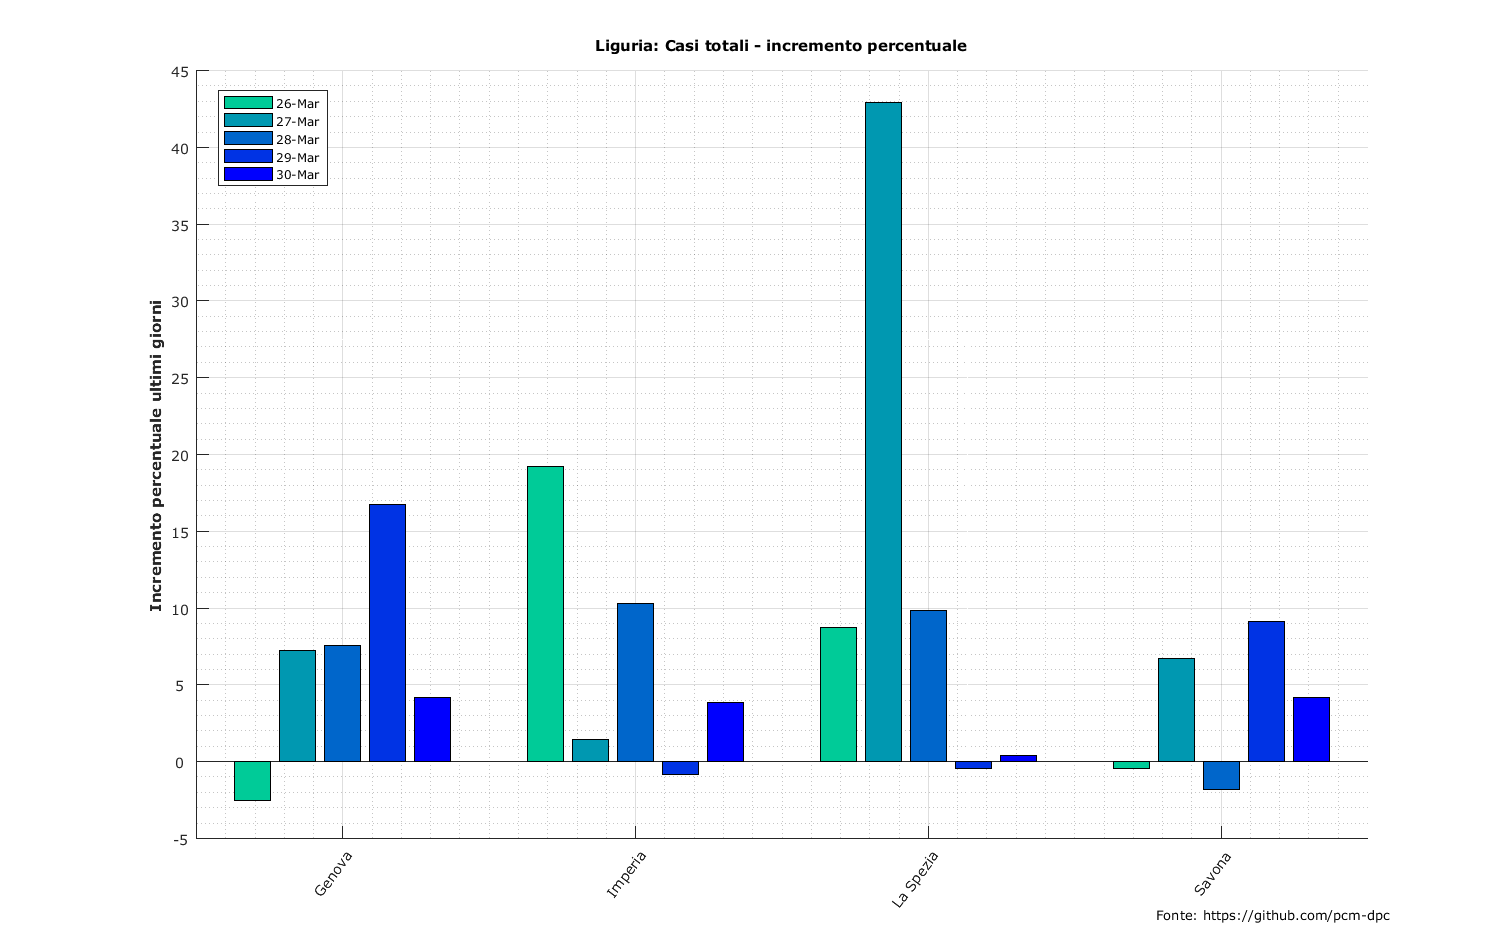 Liguria: Casi totali - incremento percentuale
Incremento percentuale ultimi giorni
45
40
35
30
25
20
15
10
5
0
-5
26-Mar
27-Mar
28-Mar
29-Mar
30-Mar
Genova
Imperia
La Spezia
Savona
Fonte: https://github.com/pcm-dpc